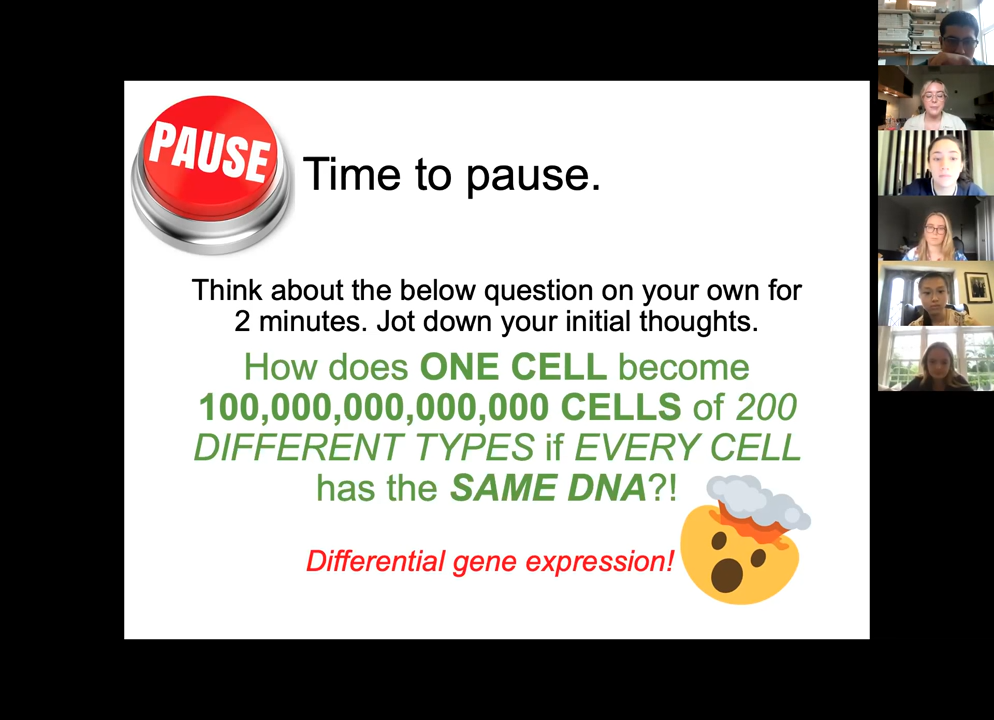 PAUSE
Time to pause.
Think about the below question on your own for
2 minutes. Jot down your initial thoughts.
How does ONE CELL become
100,000,000,000,000 CELLS of 200
DIFFERENT TYPES if EVERY CELL
has the SAME DNA?!
Differential gene expression!